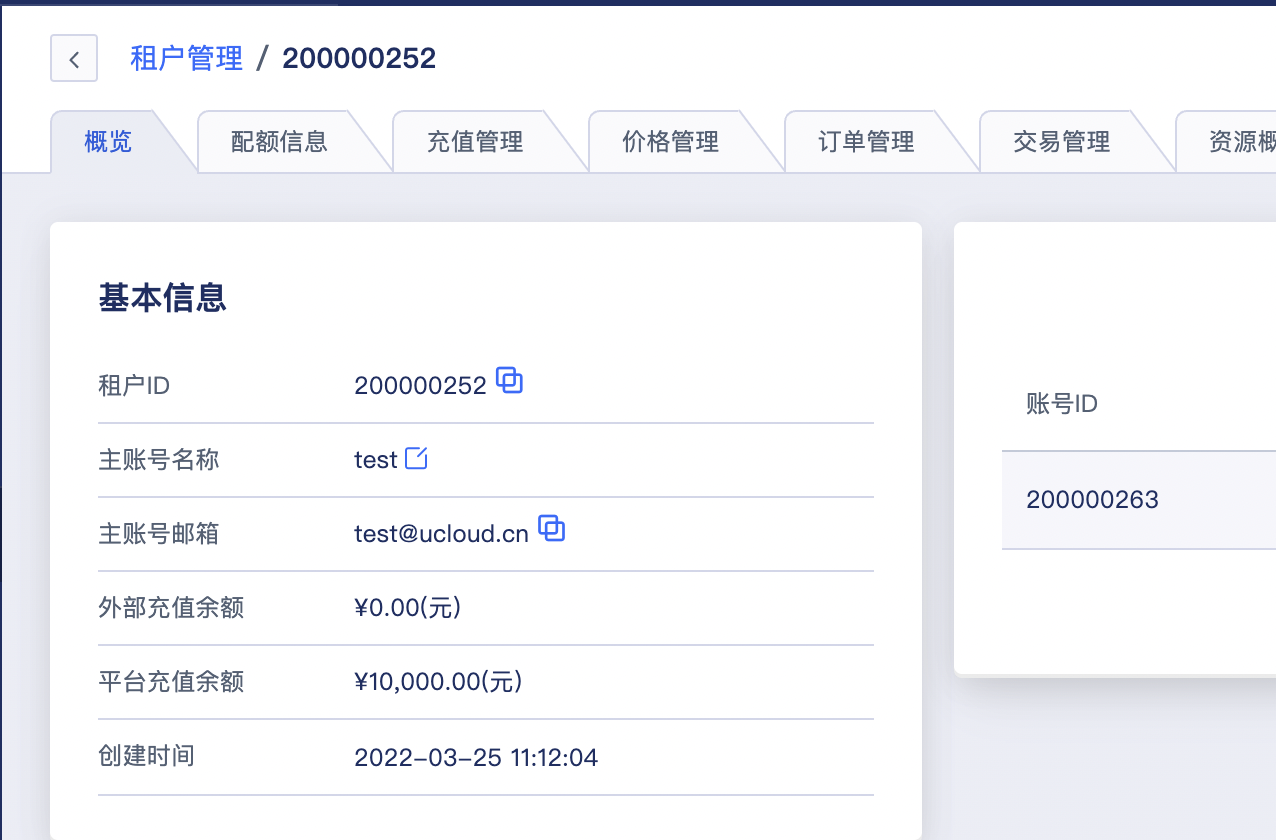 租户管理 / 200000252
概览 配额信息 充值管理 价格管理 订单管理 交易管理 资源概
基本信息
租户ID 200000252
主账号名称 test
主账号邮箱 test@ucloud.cn
外部充值余额 ¥0.00(元)
平台充值余额 ¥10,000.00(元)
创建时间 2022-03-25 11:12:04
账号ID
200000263